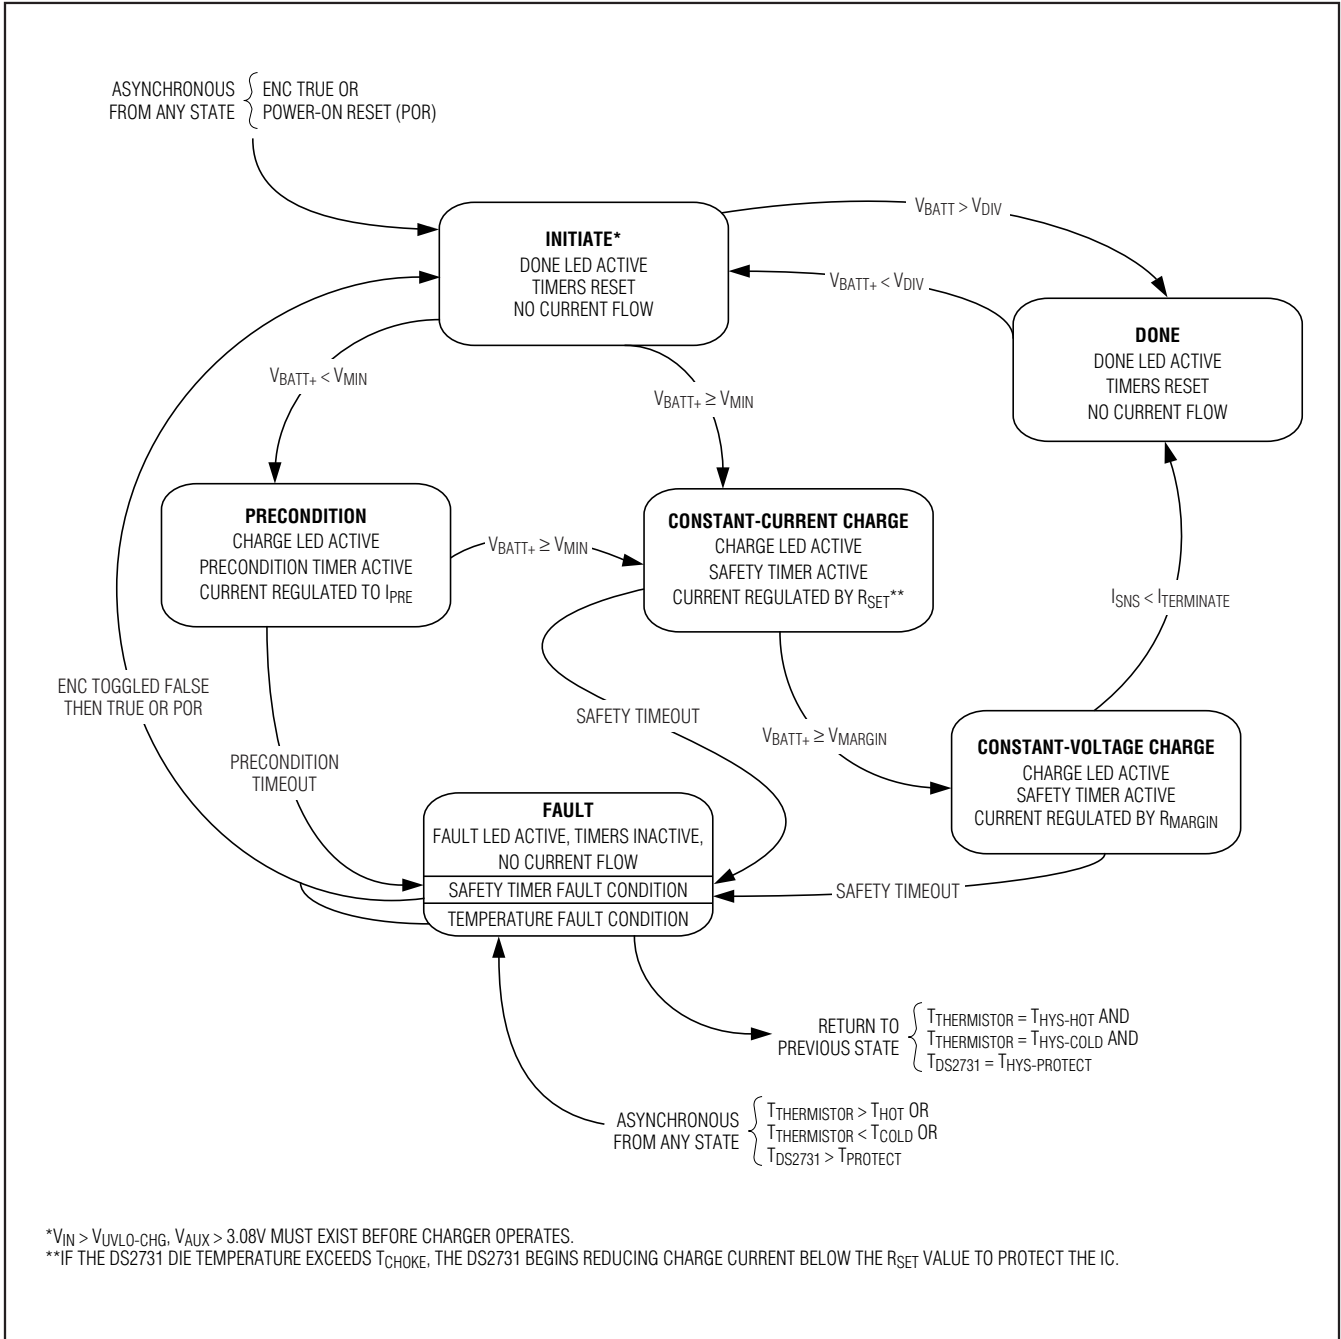 ASYNCHRONOUS
FROM ANY STATE
ENC TRUE OR
POWER-ON RESET (POR)
VBATT > VDIV
INITIATE*
DONE LED ACTIVE
TIMERS RESET
NO CURRENT FLOW
VBATT+ < VDIV
DONE
DONE LED ACTIVE
TIMERS RESET
NO CURRENT FLOW
VBATT+ < VMIN
VBATT+ ≥ VMIN
PRECONDITION
CHARGE LED ACTIVE
PRECONDITION TIMER ACTIVE
CURRENT REGULATED TO IPRE
VBATT+ ≥ VMIN
CONSTANT-CURRENT CHARGE
CHARGE LED ACTIVE
SAFETY TIMER ACTIVE
CURRENT REGULATED BY RSET**
ISNS < ITERMINATE
ENC TOGGLED FALSE
THEN TRUE OR POR
SAFETY TIMEOUT
VBATT+ ≥ VMARGIN
PRECONDITION
TIMEOUT
CONSTANT-VOLTAGE CHARGE
CHARGE LED ACTIVE
SAFETY TIMER ACTIVE
CURRENT REGULATED BY RMARGIN
FAULT
FAULT LED ACTIVE, TIMERS INACTIVE,
NO CURRENT FLOW
SAFETY TIMER FAULT CONDITION
TEMPERATURE FAULT CONDITION
SAFETY TIMEOUT
RETURN TO
PREVIOUS STATE
TTHERMISTOR = THYS-HOT AND
TTHERMISTOR = THYS-COLD AND
TDS2731 = THYS-PROTECT
ASYNCHRONOUS
FROM ANY STATE
TTHERMISTOR > THOT OR
TTHERMISTOR < TCOLD OR
TDS2731 > TPROTECT
*VIN > VUVLO-CHG, VAUX > 3.08V MUST EXIST BEFORE CHARGER OPERATES.
**IF THE DS2731 DIE TEMPERATURE EXCEEDS TCHOKE, THE DS2731 BEGINS REDUCING CHARGE CURRENT BELOW THE RSET VALUE TO PROTECT THE IC.